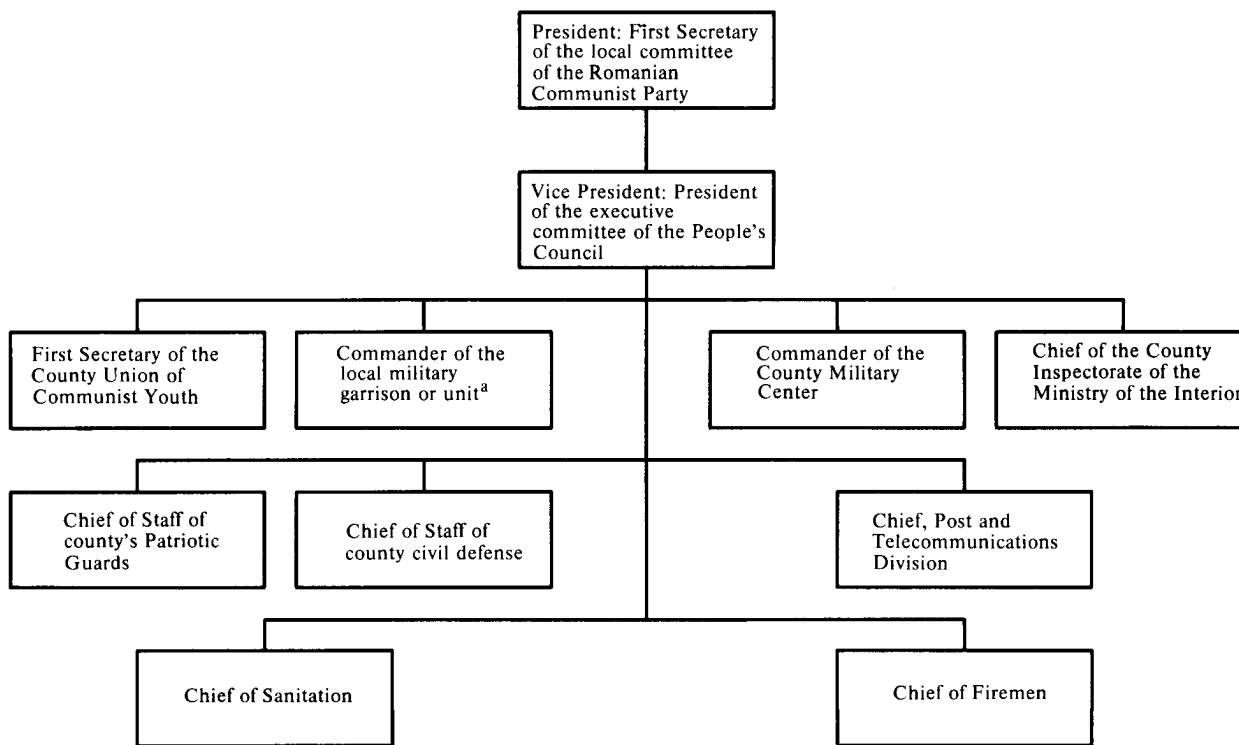 President: First Secretary
of the local committee
of the Romanian
Communist Party
Vice President: President
of the executive
committee of the People's
Council
First Secretary of the
County Union of
Communist Youth
Commander of the
local military
garrison or unitᵃ
Commander of the
County Military
Center
Chief of the County
Inspectorate of the
Ministry of the Interior
Chief of Staff of
county's Patriotic
Guards
Chief of Staff of
county civil defense
Chief, Post and
Telecommunications
Division
Chief of Sanitation
Chief of Firemen